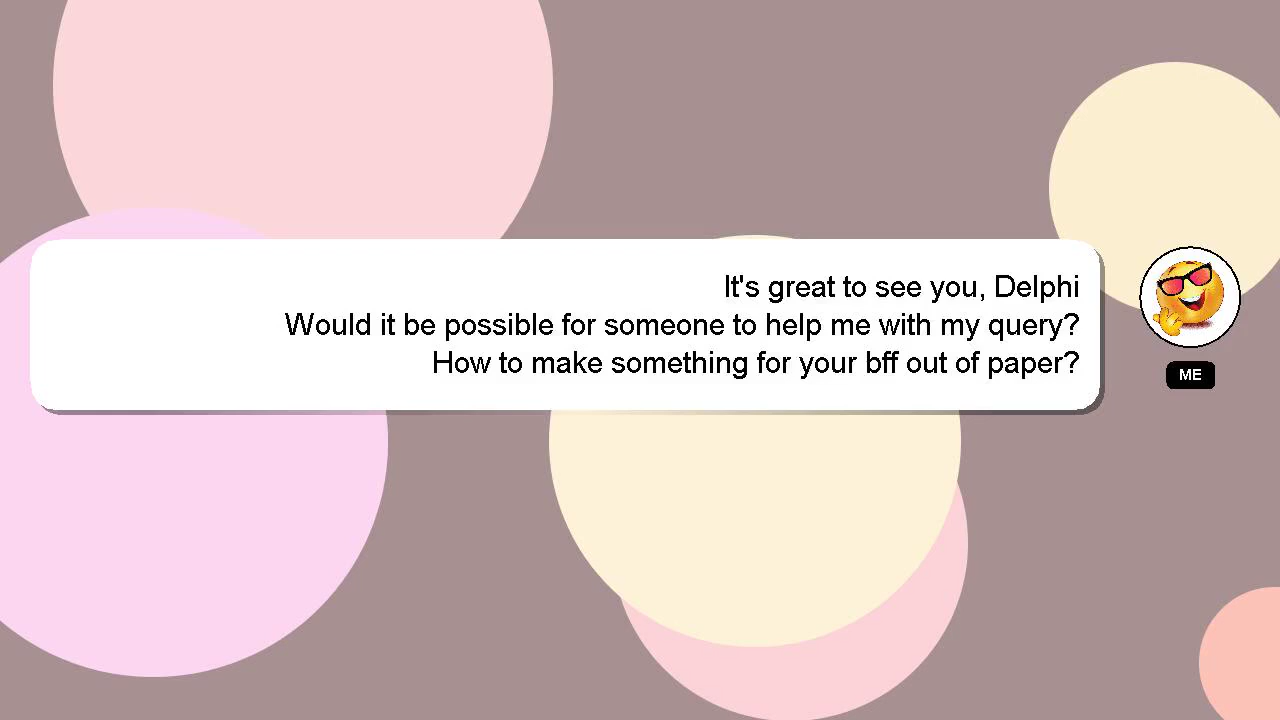 It's great to see you, Delphi
Would it be possible for someone to help me with my query?
How to make something for your bff out of paper?
ME